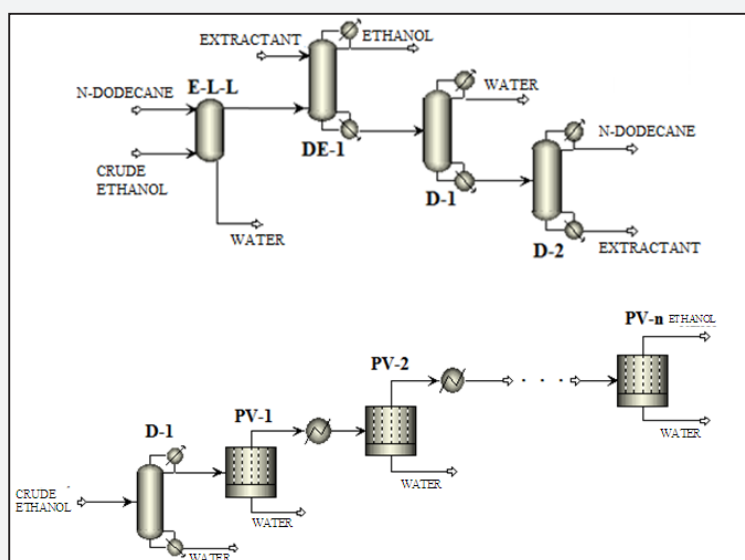 EXTRACTANT
ETHANOL
N-DODECANE
E-L-L
WATER
N-DODECANE
CRUDE
ETHANOL
DE-1
D-1
WATER
D-2
EXTRACTANT
PV-n ETHANOL
PV-2
PV-1
D-1
WATER
WATER
CRUDE
ETHANOL
WATER
WATER